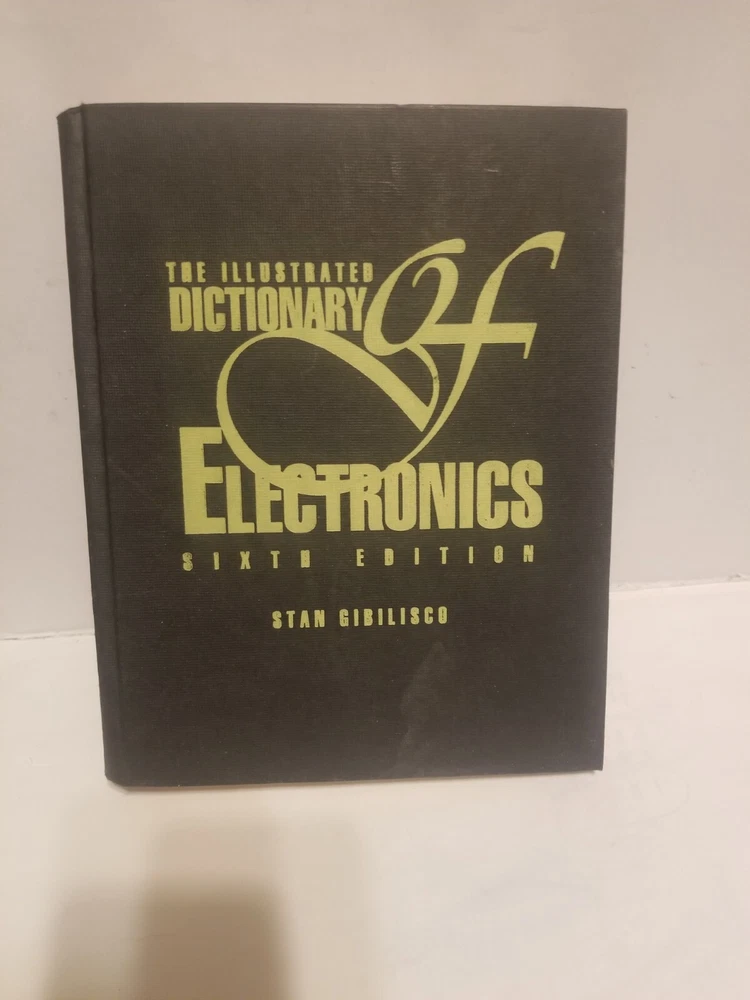 THE ILLUSTRATED
DICTIONARY of
ELECTRONICS
SIXTH EDITION
STAN GIBILISCO